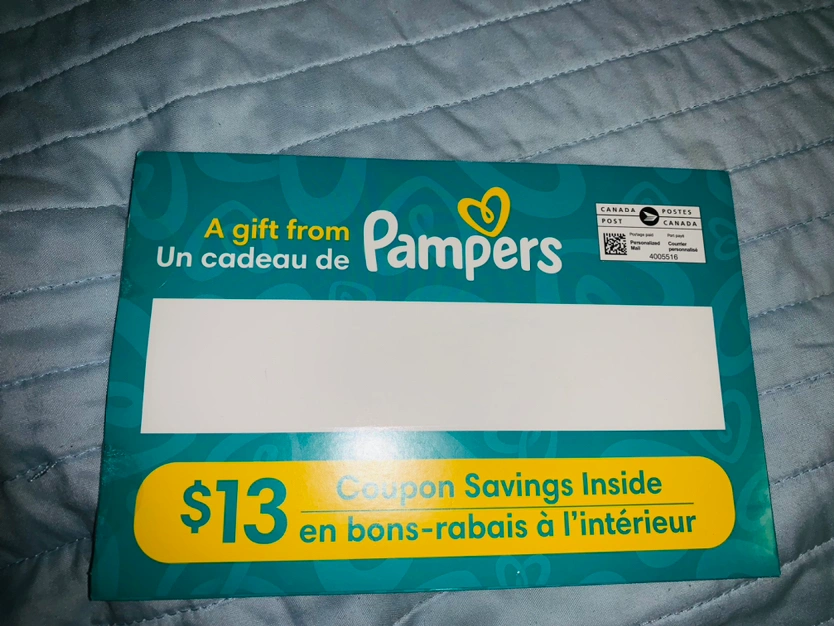 A gift from
Un cadeau de
Pampers
CANADA POSTES
POST CANADA
Postage paid Port payé
Personalized Courrier
Mail personnalisé
4005516
$13
Coupon Savings Inside
en bons-rabais à l'intérieur